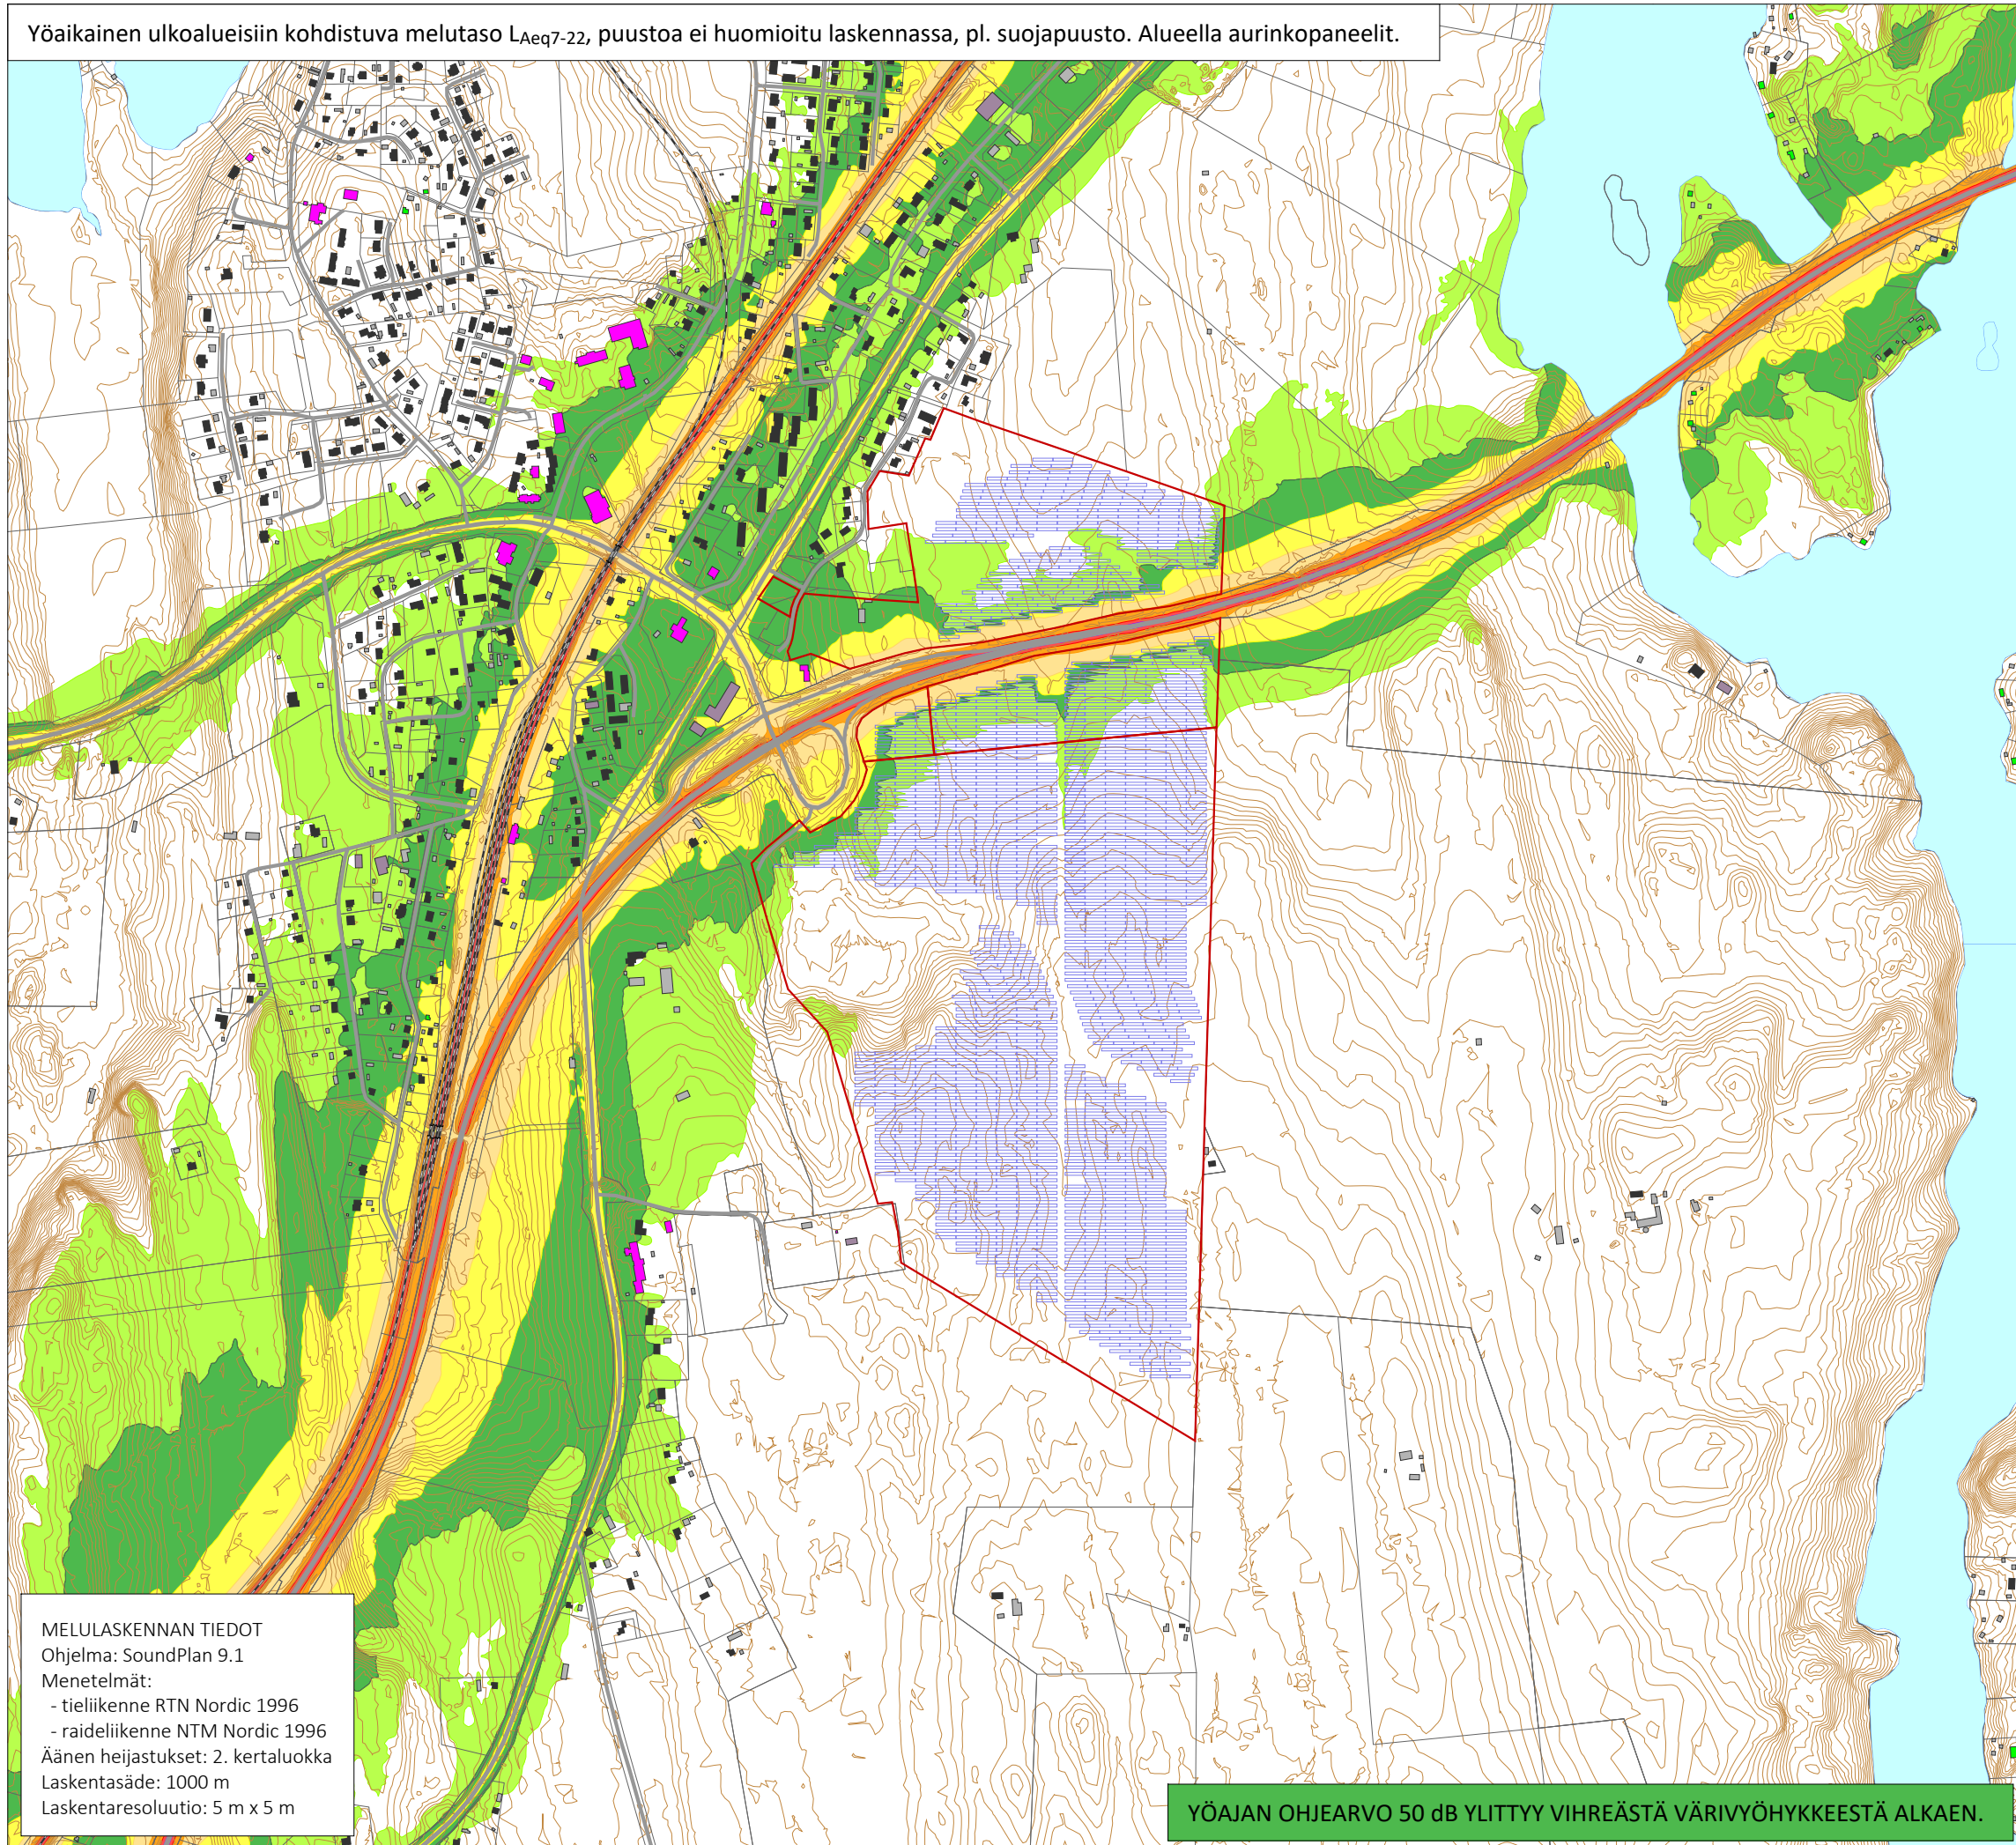 Yöaikainen ulkoalueisiin kohdistuva melutaso LAeq7-22, puustoa ei huomioitu laskennassa, pl. suojapuusto. Alueella aurinkopaneelit.
MELULASKENNAN TIEDOT
Ohjelma: SoundPlan 9.1
Menetelmät:
- tieliikenne RTN Nordic 1996
- raideliikenne NTM Nordic 1996
Äänen heijastukset: 2. kertaluokka
Laskentasäde: 1000 m
Laskentaresoluutio: 5 m x 5 m
YÖAJAN OHJEARVO 50 dB YLITTYY VIHREÄSTÄ VÄRIVYÖHYKKEESTÄ ALKAEN.